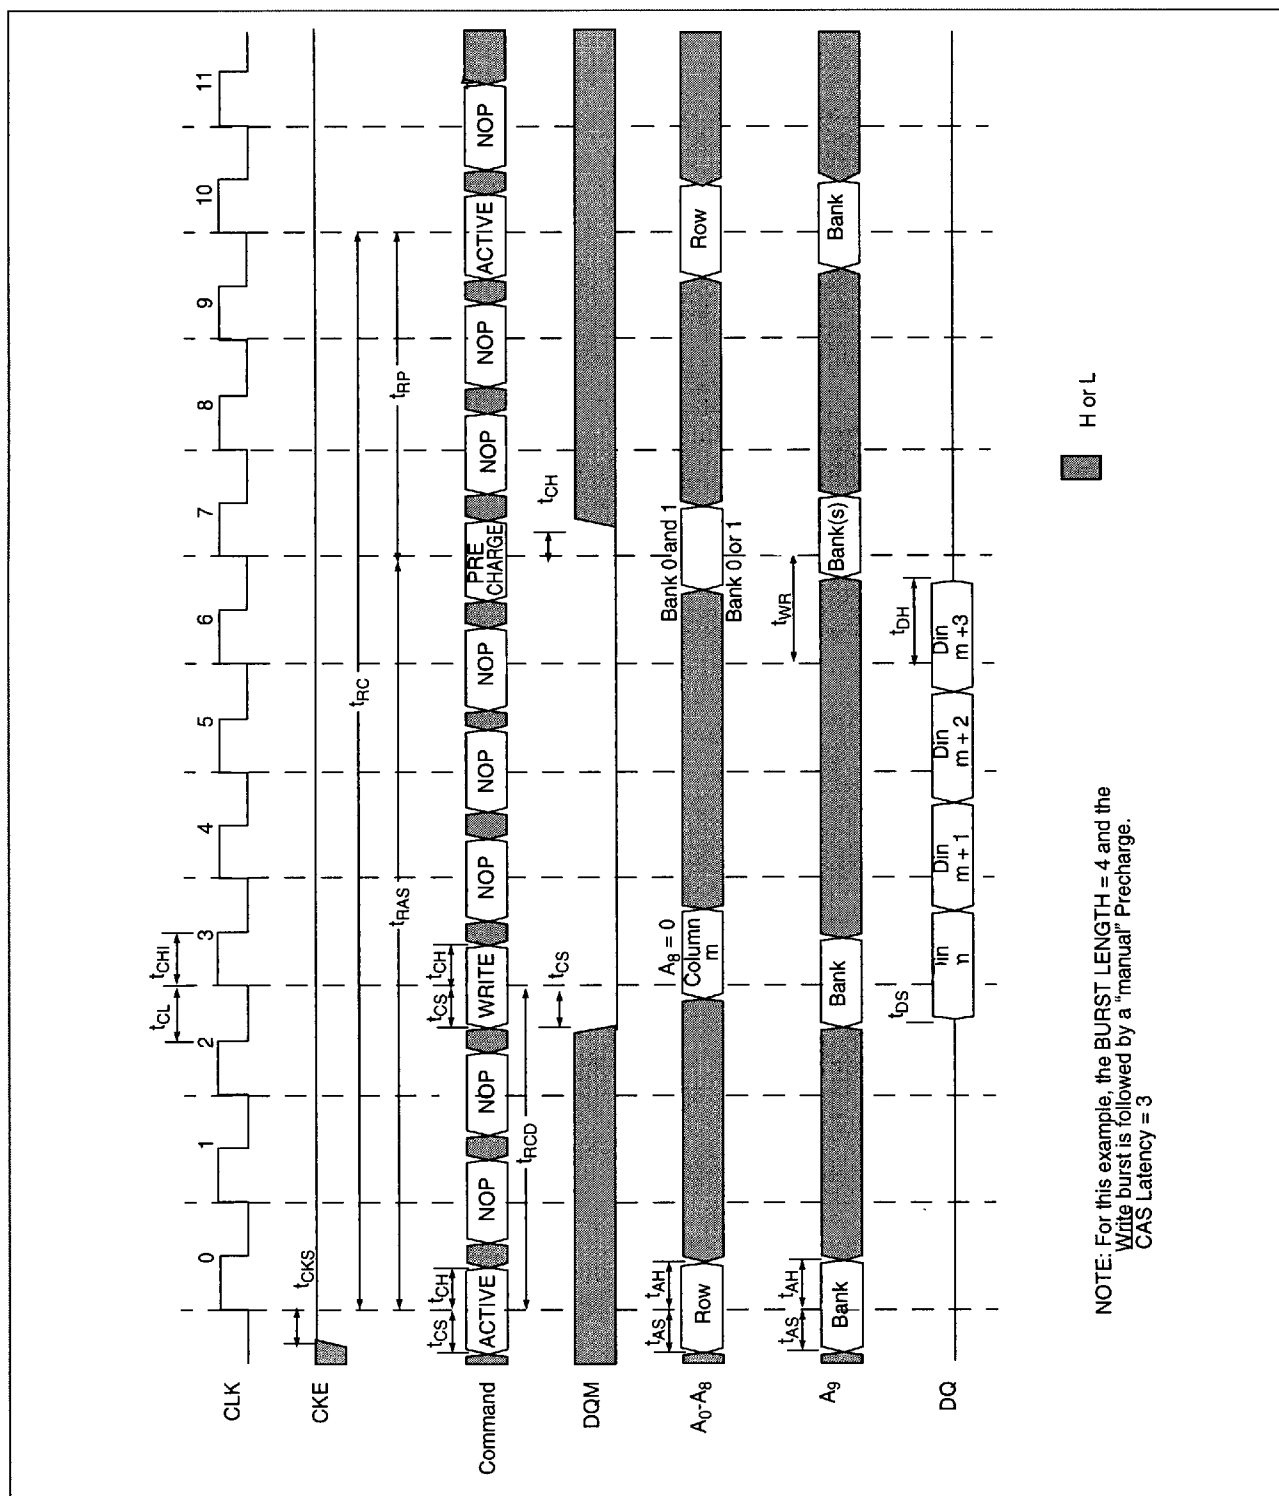 0 1 2 3 4 5 6 7 8 9 10 11
CLK
tCL
tCHI
CKE
tCKS
tRC
tRAS
tRP
Command
tCS
tCH
ACTIVE
NOP
NOP
tCS
tCH
WRITE
NOP
NOP
NOP
PRE
CHARGE
NOP
NOP
ACTIVE
NOP
tRCD
DQM
tCS
tCH
A0-A8
tAS
tAH
Row
A8 = 0
Column
m
Bank 0 and 1
Bank 0 or 1
Row
A9
tAS
tAH
Bank
Bank
tWR
Bank(s)
Bank
DQ
tDS
n
Din
m + 1
Din
m + 2
Din
m +3
tDH
H or L
NOTE: For this example, the BURST LENGTH = 4 and the
Write burst is followed by a “manual” Precharge.
CAS Latency = 3